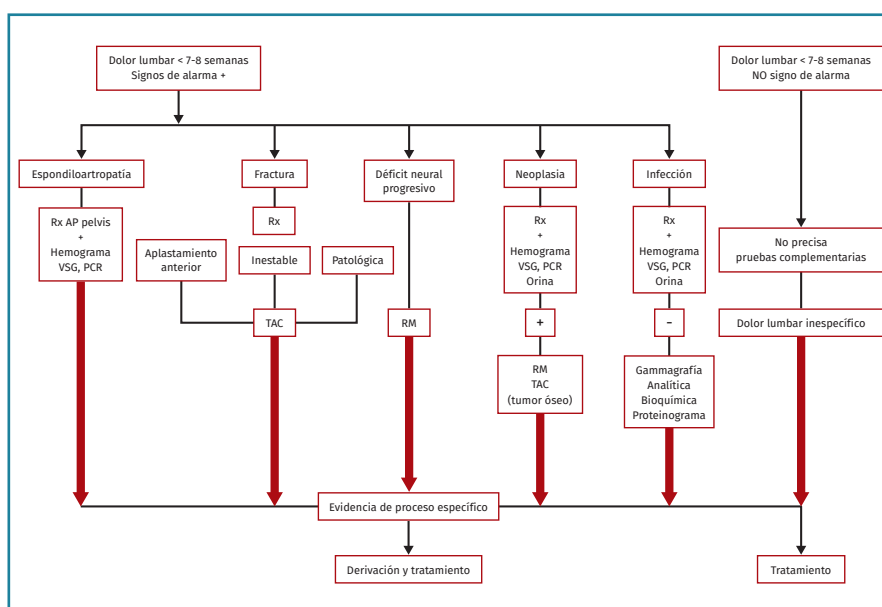 Dolor lumbar < 7-8 semanas
Signos de alarma +
Dolor lumbar < 7-8 semanas
NO signo de alarma
Espondiloartropatía
Fractura
Déficit neural
progresivo
Neoplasia
Infección
Rx AP pelvis
+
Hemograma
VSG, PCR
Rx
Aplastamiento
anterior
Inestable
Patológica
TAC
RM
Rx
+
Hemograma
VSG, PCR
Orina
+
RM
TAC
(tumor óseo)
Rx
+
Hemograma
VSG, PCR
Orina
-
Gammagrafía
Analítica
Bioquímica
Proteinograma
No precisa
pruebas complementarias
Dolor lumbar inespecífico
Evidencia de proceso específico
Derivación y tratamiento
Tratamiento